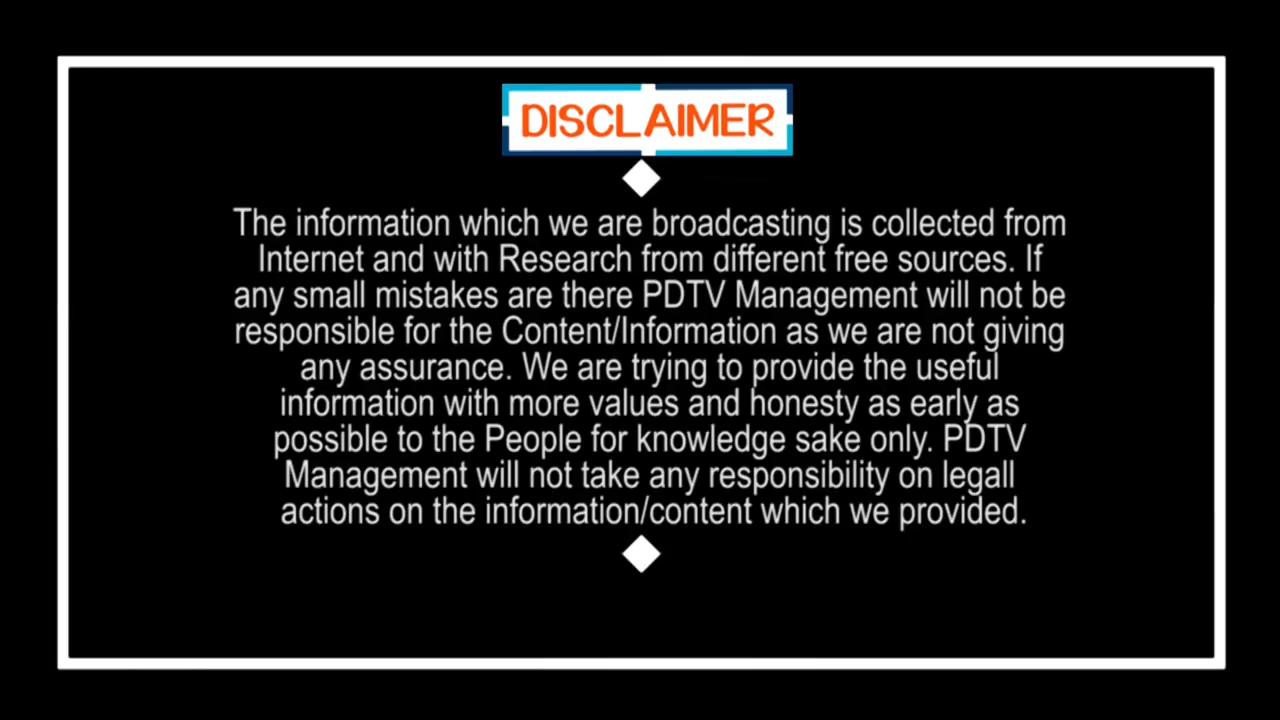 DISCLAIMER
The information which we are broadcasting is collected from
Internet and with Research from different free sources. If
any small mistakes are there PDTV Management will not be
responsible for the Content/Information as we are not giving
any assurance. We are trying to provide the useful
information with more values and honesty as early as
possible to the People for knowledge sake only. PDTV
Management will not take any responsibility on legall
actions on the information/content which we provided.